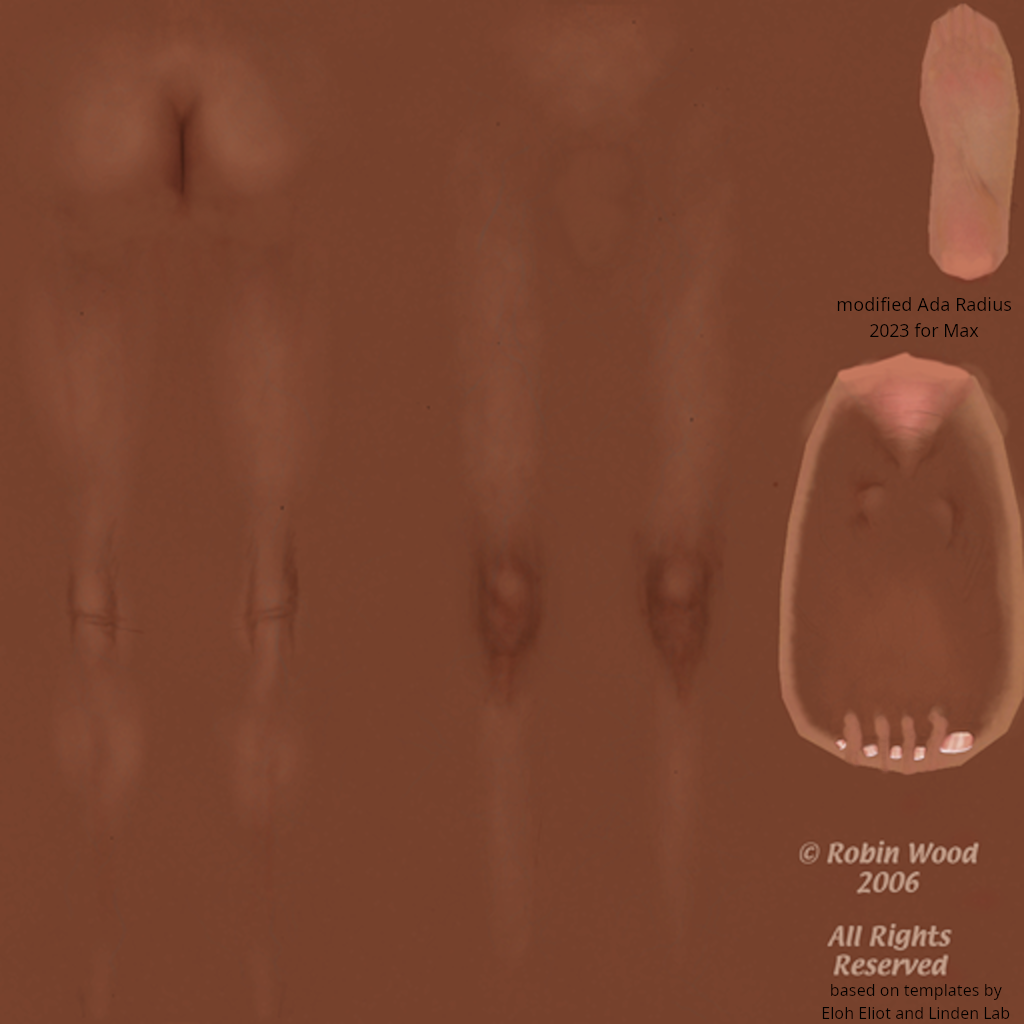 modified Ada Radius
2023 for Max
© Robin Wood
2006
All Rights
Reserved
based on templates by
Eloh Eliot and Linden Lab